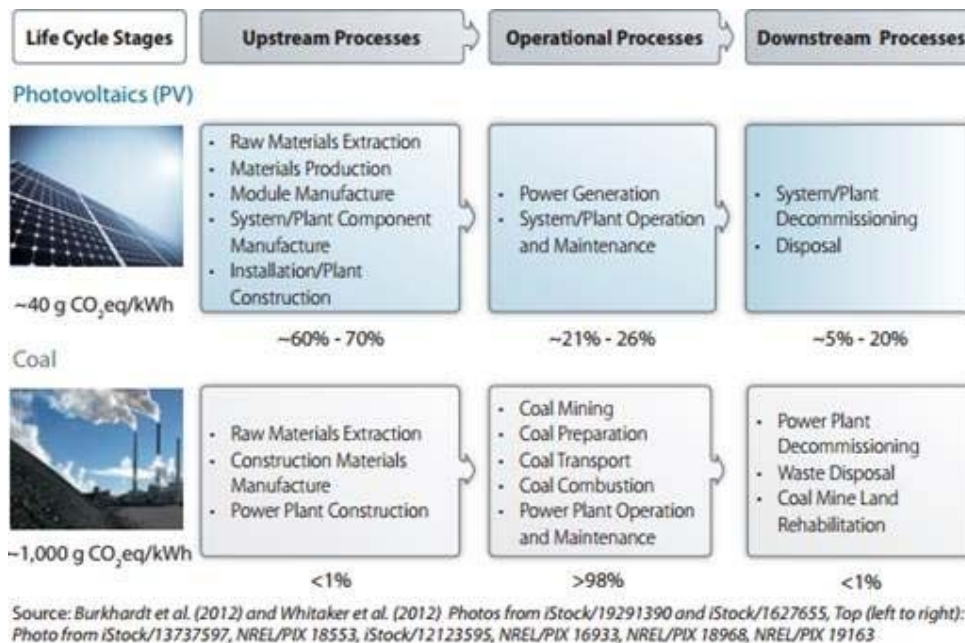 Life Cycle Stages
Upstream Processes
Operational Processes
Downstream Processes
Photovoltaics (PV)
• Raw Materials Extraction
• Materials Production
• Module Manufacture
• System/Plant Component
Manufacture
• Installation/Plant
Construction
• Power Generation
• System/Plant Operation
and Maintenance
• System/Plant
Decommissioning
• Disposal
~40 g CO₂eq/kWh
~60% - 70%
~21% - 26%
~5% - 20%
Coal
• Raw Materials Extraction
• Construction Materials
Manufacture
• Power Plant Construction
• Coal Mining
• Coal Preparation
• Coal Transport
• Coal Combustion
• Power Plant Operation
and Maintenance
• Power Plant
Decommissioning
• Waste Disposal
• Coal Mine Land
Rehabilitation
~1,000 g CO₂eq/kWh
<1%
>98%
<1%
Source: Burkhardt et al. (2012) and Whitaker et al. (2012) Photos from iStock/19291390 and iStock/1627655, Top (left to right):
Photo from iStock/13737597, NREL/PIX 18553, iStock/12123595, NREL/PIX 16933, NREL/PIX 18968, NREL/PIX 19163